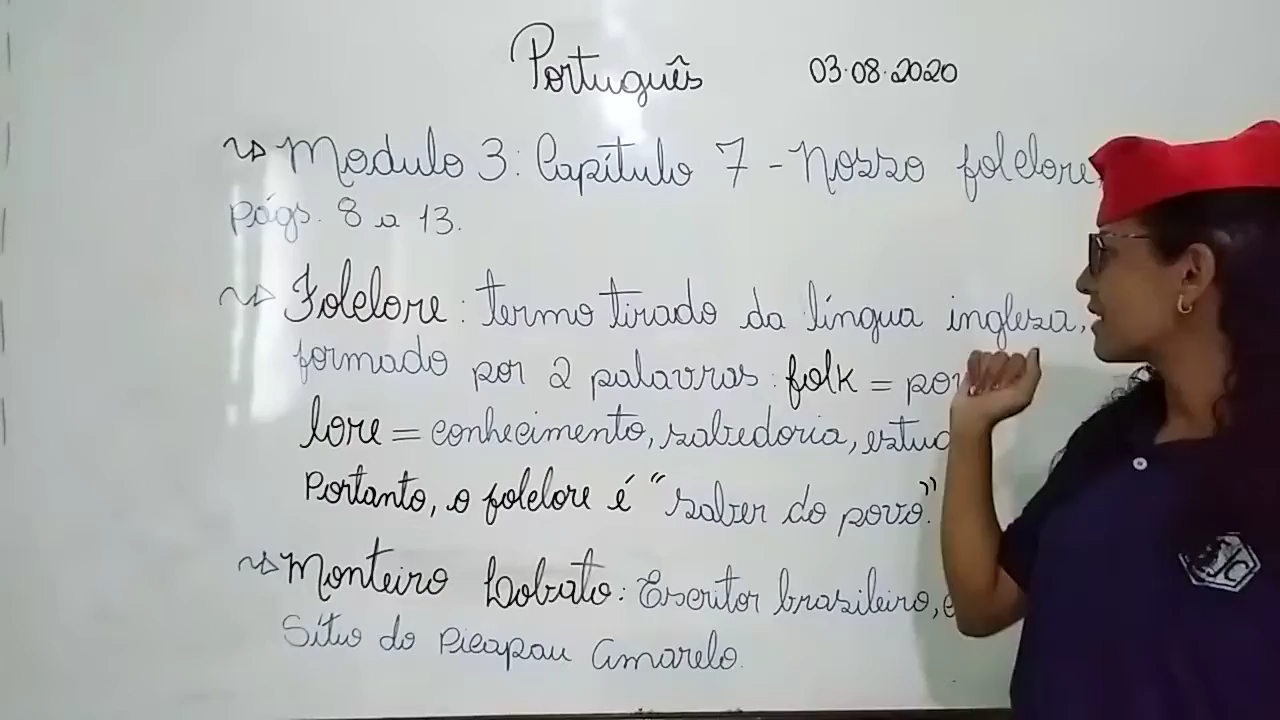 Português 03.08.2020
Modulo 3: Capítulo 7 - Nosso folclore
págs. 8 a 13.
Folclore: termo tirado da língua inglesa,
formado por 2 palavras: folk =
lore = conhecimento, sabedoria,
Portanto, o folclore é "saber do povo."
Monteiro Lobato: Escritor brasileiro,
Sítio do Picapau Amarelo.